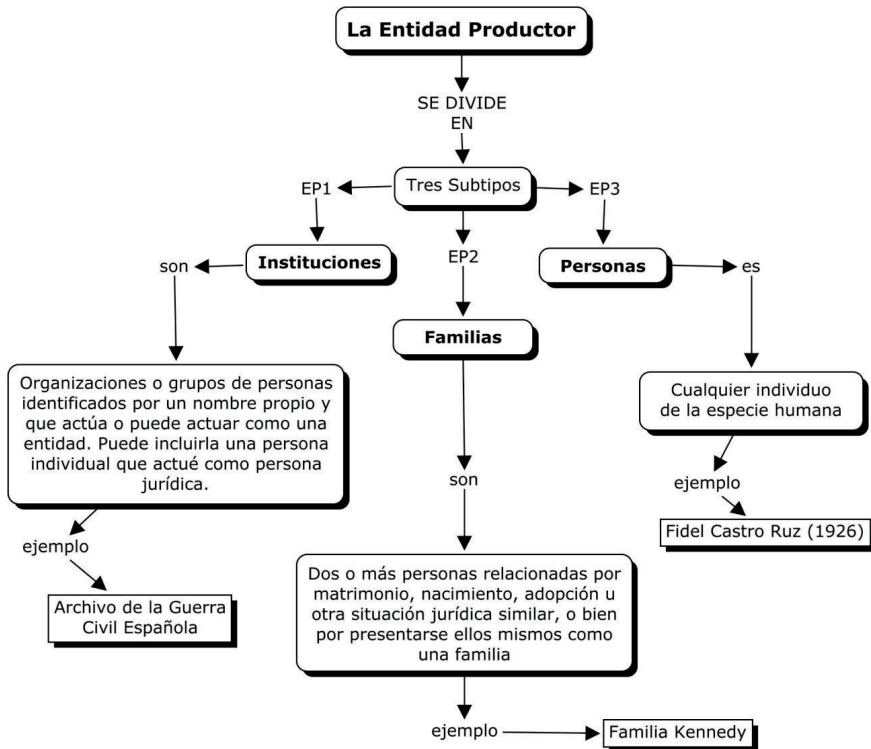 La Entidad Productor
SE DIVIDE
EN
EP1
Tres Subtipos
EP3
son
Instituciones
EP2
Personas
es
Familias
Organizaciones o grupos de personas
identificados por un nombre propio y
que actúa o puede actuar como una
entidad. Puede incluirla una persona
individual que actué como persona
jurídica.
Cualquier individuo
de la especie humana
son
ejemplo
Fidel Castro Ruz (1926)
ejemplo
Archivo de la Guerra
Civil Española
Dos o más personas relacionadas por
matrimonio, nacimiento, adopción u
otra situación jurídica similar, o bien
por presentarse ellos mismos como
una familia
ejemplo
Familia Kennedy